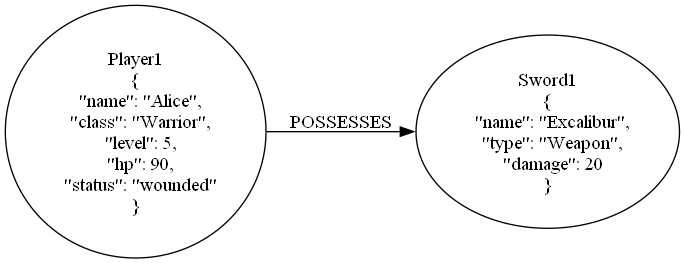 Player1
{
"name": "Alice",
"class": "Warrior",
"level": 5,
"hp": 90,
"status": "wounded"
}
POSSESSES
Sword1
{
"name": "Excalibur",
"type": "Weapon",
"damage": 20
}